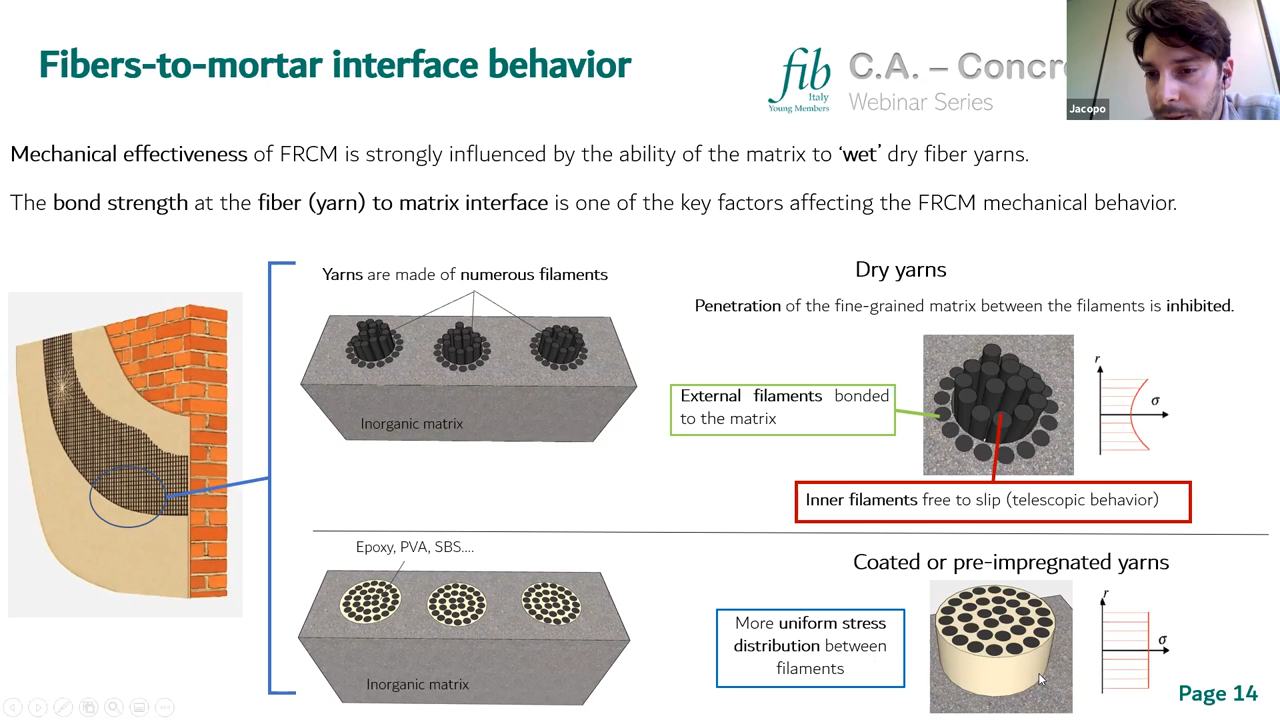 Fibers-to-mortar interface behavior
fib
Italy
Young Members
C.A. – Concr
Webinar Series
Jacopo
Mechanical effectiveness of FRCM is strongly influenced by the ability of the matrix to ‘wet’ dry fiber yarns.
The bond strength at the fiber (yarn) to matrix interface is one of the key factors affecting the FRCM mechanical behavior.
Yarns are made of numerous filaments
Inorganic matrix
Dry yarns
Penetration of the fine-grained matrix between the filaments is inhibited.
External filaments bonded
to the matrix
r
σ
Inner filaments free to slip (telescopic behavior)
Epoxy, PVA, SBS....
Inorganic matrix
Coated or pre-impregnated yarns
More uniform stress
distribution between
filaments
r
σ
Page 14